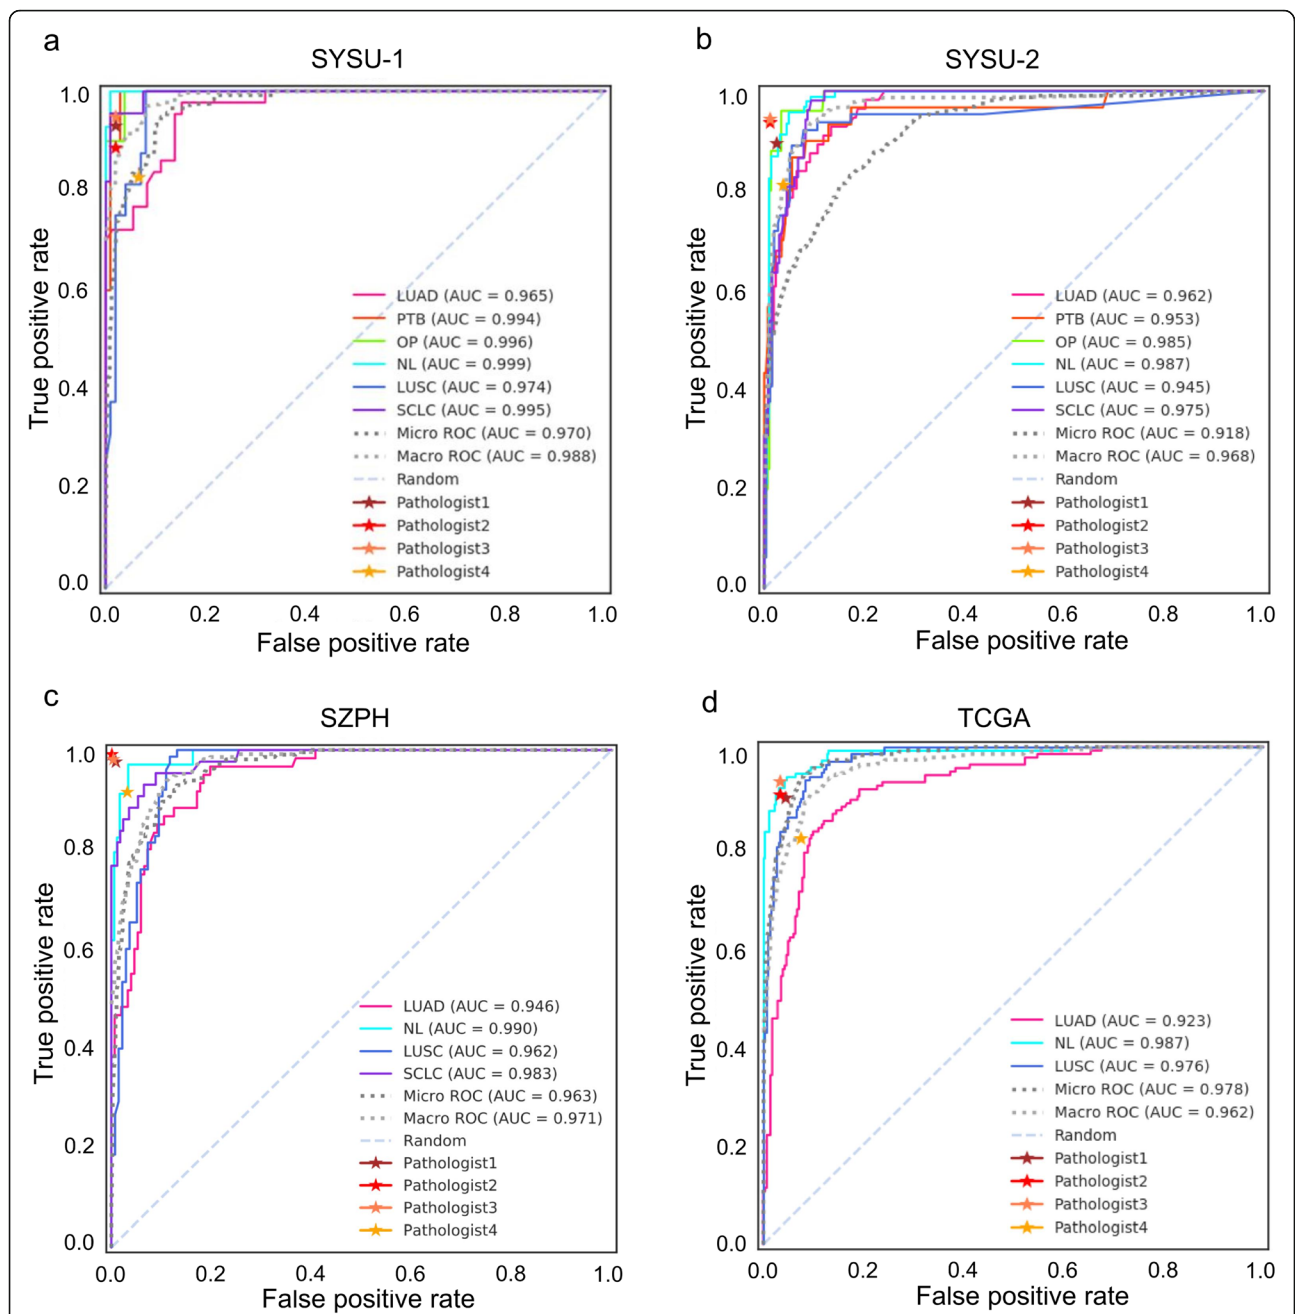 a
SYSU-1
True positive rate
1.0
0.8
0.6
0.4
0.2
0.0
LUAD (AUC = 0.965)
PTB (AUC = 0.994)
OP (AUC = 0.996)
NL (AUC = 0.999)
LUSC (AUC = 0.974)
SCLC (AUC = 0.995)
Micro ROC (AUC = 0.970)
Macro ROC (AUC = 0.988)
Random
Pathologist1
Pathologist2
Pathologist3
Pathologist4
0.0 0.2 0.4 0.6 0.8 1.0
False positive rate
b
SYSU-2
True positive rate
1.0
0.8
0.6
0.4
0.2
0.0
LUAD (AUC = 0.962)
PTB (AUC = 0.953)
OP (AUC = 0.985)
NL (AUC = 0.987)
LUSC (AUC = 0.945)
SCLC (AUC = 0.975)
Micro ROC (AUC = 0.918)
Macro ROC (AUC = 0.968)
Random
Pathologist1
Pathologist2
Pathologist3
Pathologist4
0.0 0.2 0.4 0.6 0.8 1.0
False positive rate
c
SZPH
True positive rate
1.0
0.8
0.6
0.4
0.2
0.0
LUAD (AUC = 0.946)
NL (AUC = 0.990)
LUSC (AUC = 0.962)
SCLC (AUC = 0.983)
Micro ROC (AUC = 0.963)
Macro ROC (AUC = 0.971)
Random
Pathologist1
Pathologist2
Pathologist3
Pathologist4
0.0 0.2 0.4 0.6 0.8 1.0
False positive rate
d
TCGA
True positive rate
1.0
0.8
0.6
0.4
0.2
0.0
LUAD (AUC = 0.923)
NL (AUC = 0.987)
LUSC (AUC = 0.976)
Micro ROC (AUC = 0.978)
Macro ROC (AUC = 0.962)
Random
Pathologist1
Pathologist2
Pathologist3
Pathologist4
0.0 0.2 0.4 0.6 0.8 1.0
False positive rate